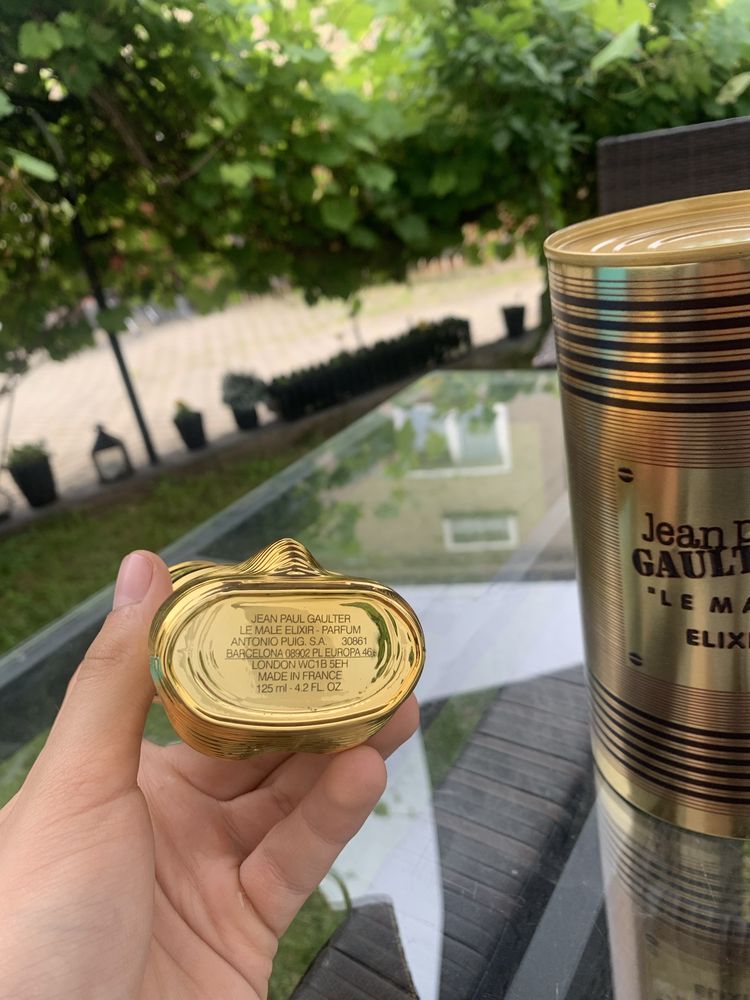 JEAN PAUL GAULTER
LE MALE ELIXIR - PARFUM
ANTONIO PUIG. S.A. 30861
BARCELONA 08902 PL EUROPA 46
LONDON WC1B 5EH
MADE IN FRANCE
125 ml - 4.2 FL. OZ.
Jean
GAULT
"LE MA
ELIXI